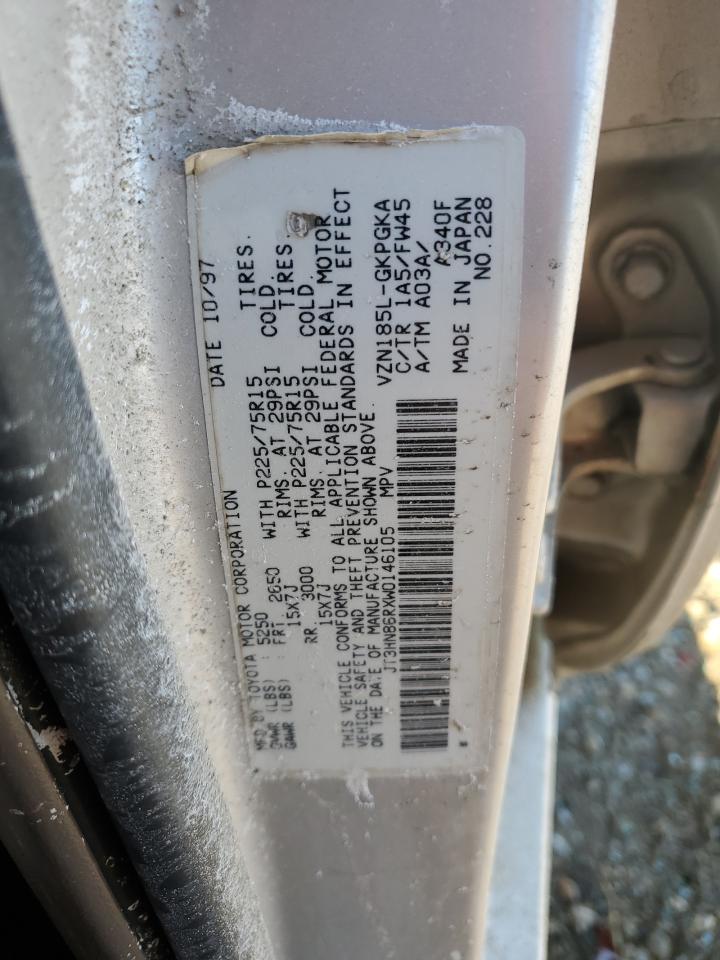 MFD BY TOYOTA MOTOR CORPORATION DATE 10/97
GVWR (LBS) : 5250
GAWR (LBS) : FRT 2650 WITH P225/75R15 TIRES.
15X7J RIMS. AT 29PSI COLD.
RR 3000 WITH P225/75R15 TIRES.
15X7J RIMS. AT 29PSI COLD.
THIS VEHICLE CONFORMS TO ALL APPLICABLE FEDERAL MOTOR
VEHICLE SAFETY AND THEFT PREVENTION STANDARDS IN EFFECT
ON THE DATE OF MANUFACTURE SHOWN ABOVE.
JT3HN86RXW0146105 MPV
VZN185L-GKPGKA
C/TR 1A5/FW45
A/TM A03A/
A340F
MADE IN JAPAN
NO.228